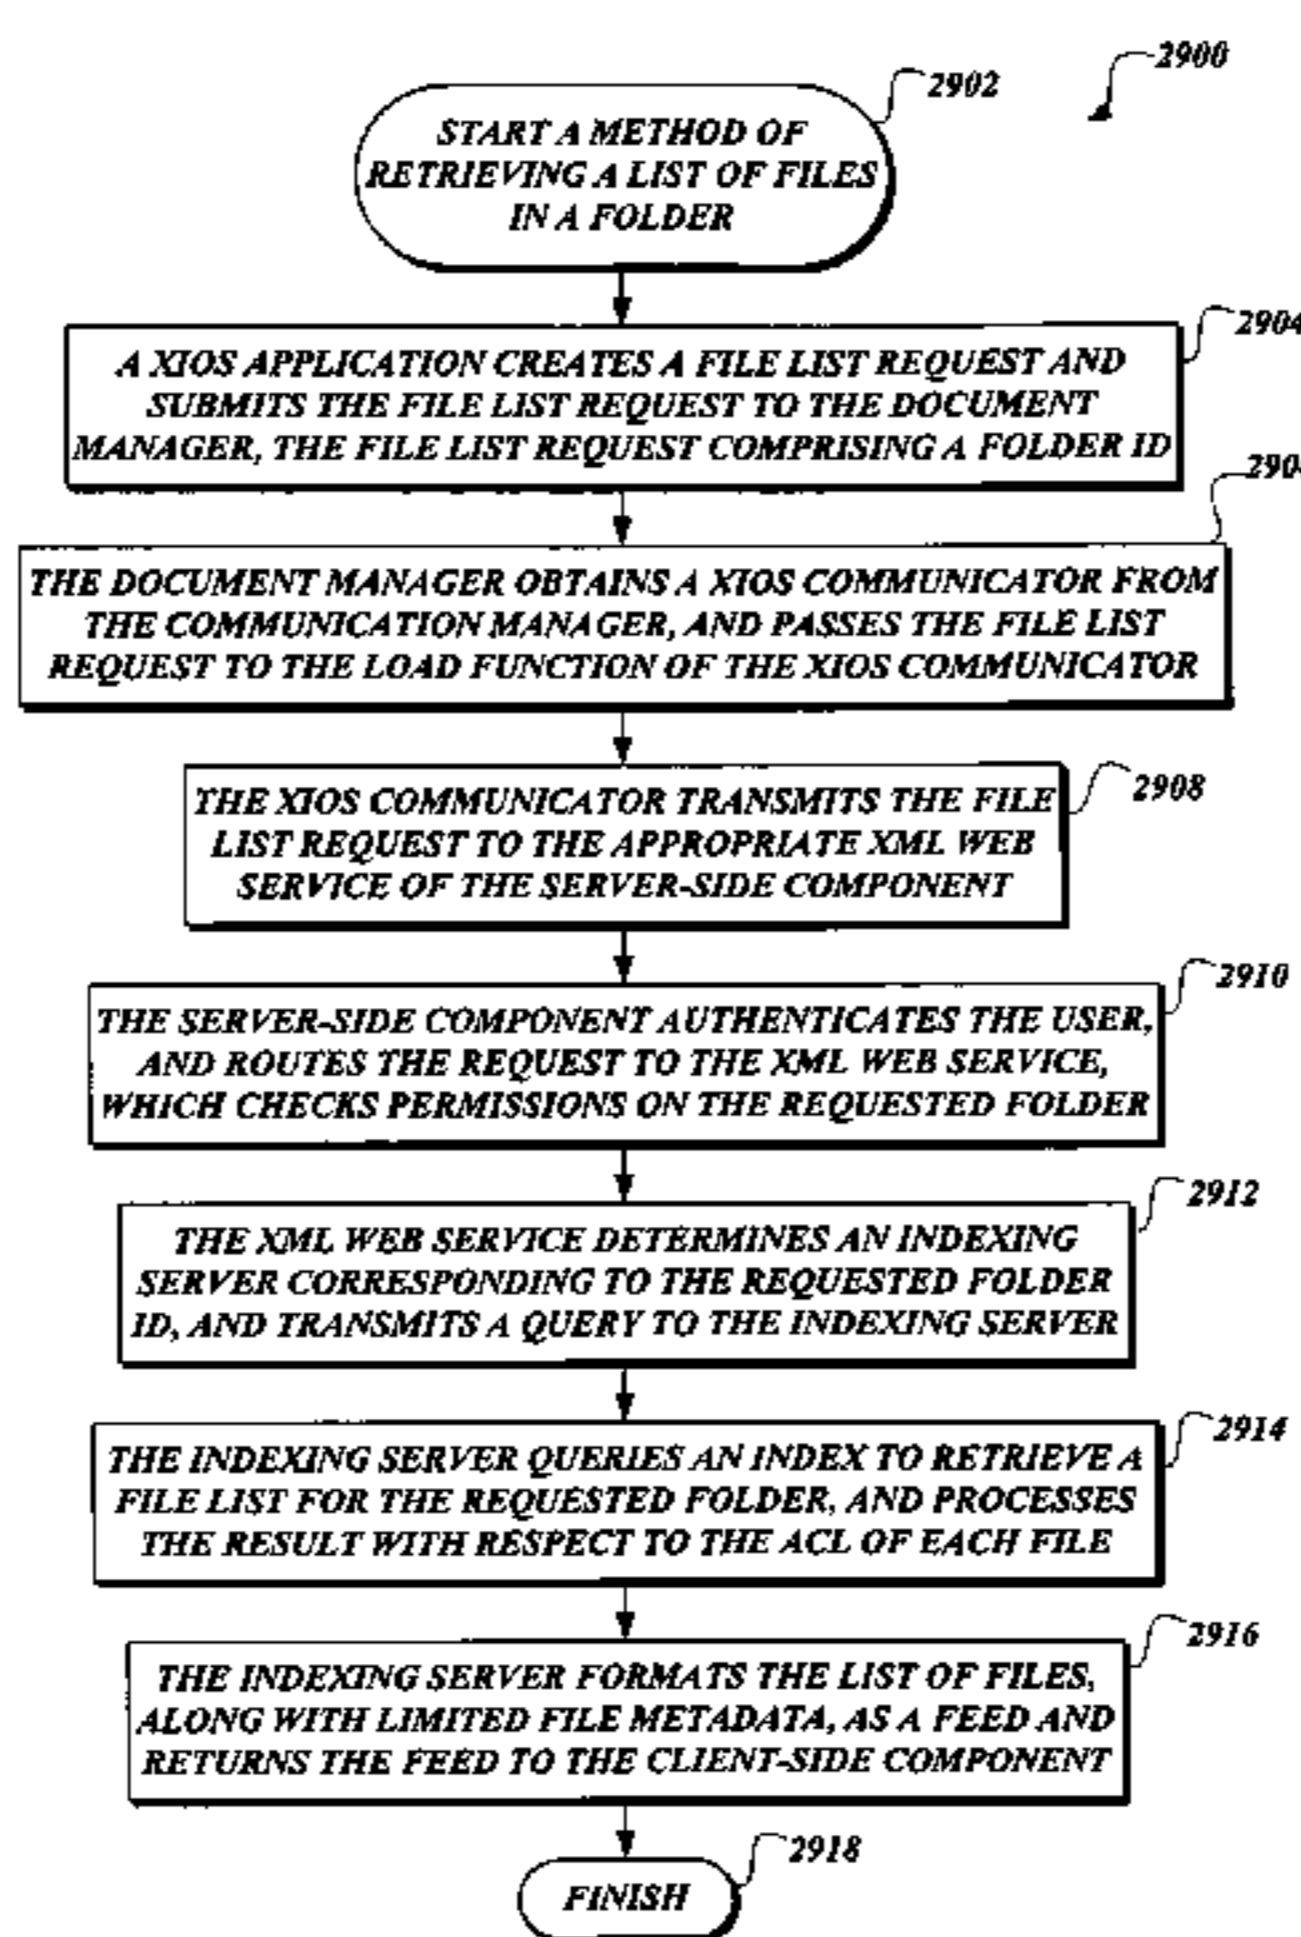 2900
2902
START A METHOD OF
RETRIEVING A LIST OF FILES
IN A FOLDER
2904
A XIOS APPLICATION CREATES A FILE LIST REQUEST AND
SUBMITS THE FILE LIST REQUEST TO THE DOCUMENT
MANAGER, THE FILE LIST REQUEST COMPRISING A FOLDER ID
THE DOCUMENT MANAGER OBTAINS A XIOS COMMUNICATOR FROM
THE COMMUNICATION MANAGER, AND PASSES THE FILE LIST
REQUEST TO THE LOAD FUNCTION OF THE XIOS COMMUNICATOR
2908
THE XIOS COMMUNICATOR TRANSMITS THE FILE
LIST REQUEST TO THE APPROPRIATE XML WEB
SERVICE OF THE SERVER-SIDE COMPONENT
2910
THE SERVER-SIDE COMPONENT AUTHENTICATES THE USER,
AND ROUTES THE REQUEST TO THE XML WEB SERVICE,
WHICH CHECKS PERMISSIONS ON THE REQUESTED FOLDER
2912
THE XML WEB SERVICE DETERMINES AN INDEXING
SERVER CORRESPONDING TO THE REQUESTED FOLDER
ID, AND TRANSMITS A QUERY TO THE INDEXING SERVER
2914
THE INDEXING SERVER QUERIES AN INDEX TO RETRIEVE A
FILE LIST FOR THE REQUESTED FOLDER, AND PROCESSES
THE RESULT WITH RESPECT TO THE ACL OF EACH FILE
2916
THE INDEXING SERVER FORMATS THE LIST OF FILES,
ALONG WITH LIMITED FILE METADATA, AS A FEED AND
RETURNS THE FEED TO THE CLIENT-SIDE COMPONENT
2918
FINISH